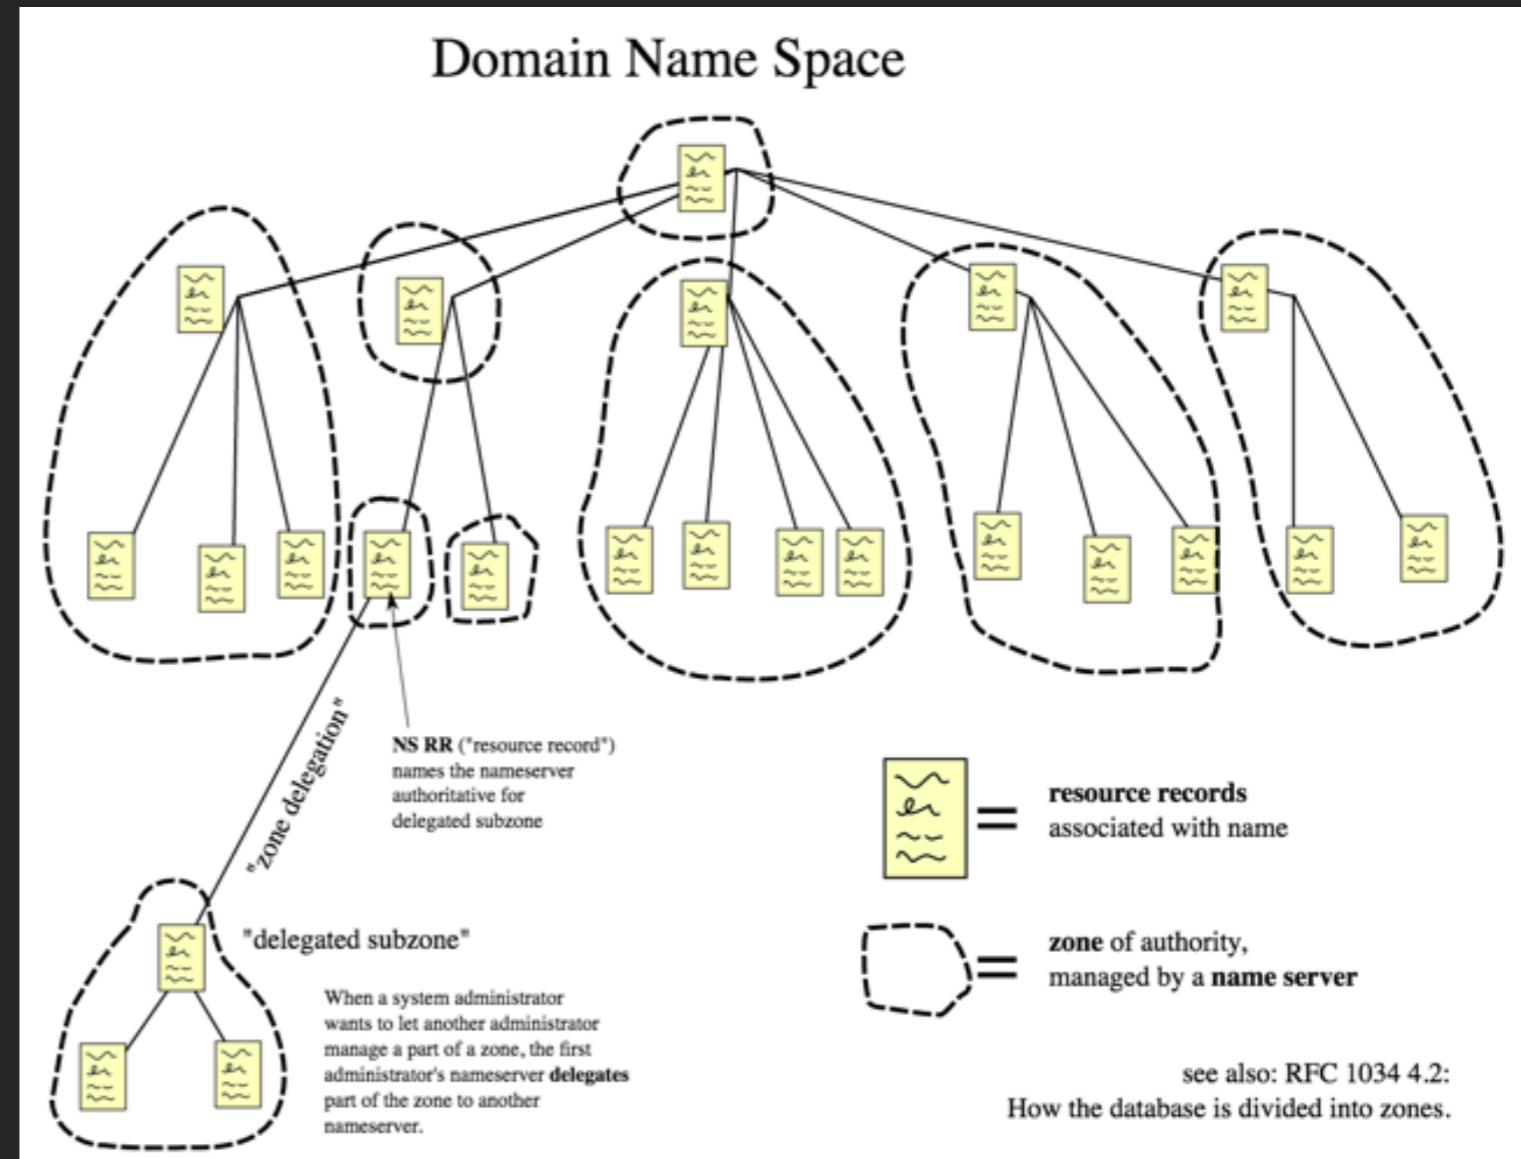 Domain Name Space
NS RR ("resource record")
names the nameserver
authoritative for
delegated subzone
"zone delegation"
resource records
associated with name
"delegated subzone"
zone of authority,
managed by a name server
When a system administrator
wants to let another administrator
manage a part of a zone, the first
administrator's nameserver delegates
part of the zone to another
nameserver.
see also: RFC 1034 4.2:
How the database is divided into zones.